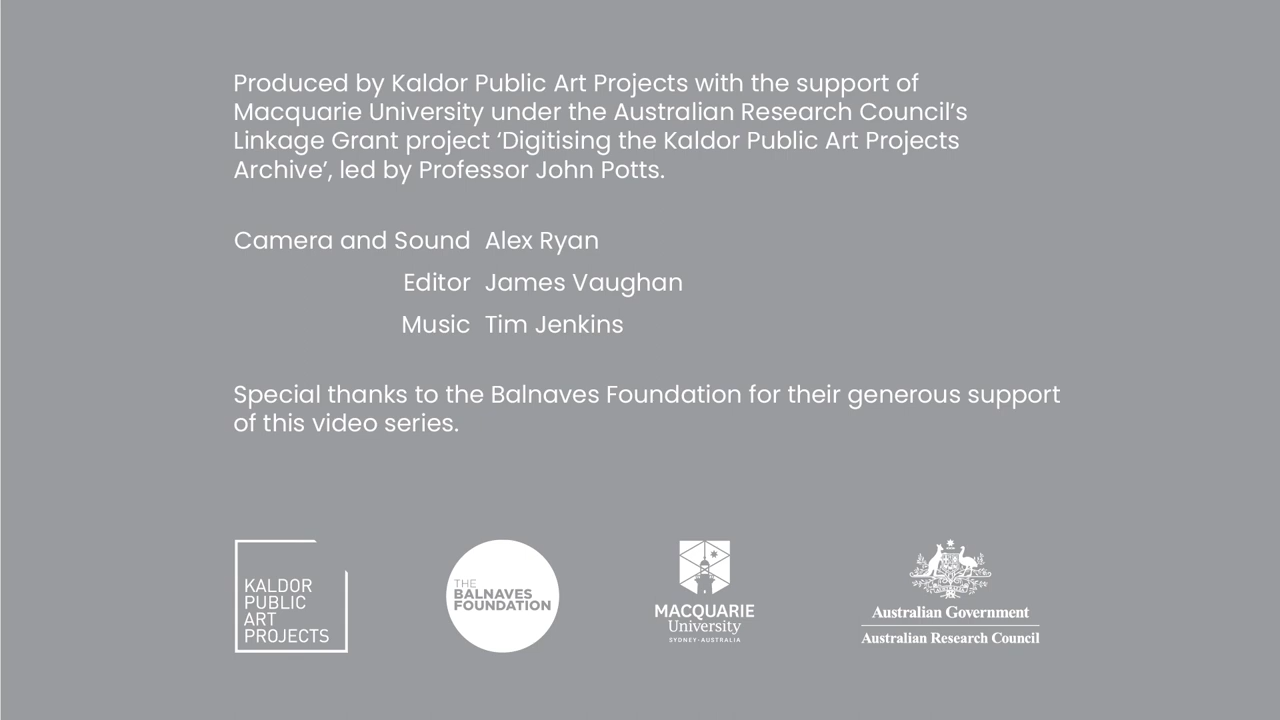 Produced by Kaldor Public Art Projects with the support of
Macquarie University under the Australian Research Council’s
Linkage Grant project ‘Digitising the Kaldor Public Art Projects
Archive’, led by Professor John Potts.
Camera and Sound Alex Ryan
Editor James Vaughan
Music Tim Jenkins
Special thanks to the Balnaves Foundation for their generous support
of this video series.
KALDOR
PUBLIC
ART
PROJECTS
THE
BALNAVES
FOUNDATION
MACQUARIE
University
SYDNEY-AUSTRALIA
Australian Government
Australian Research Council